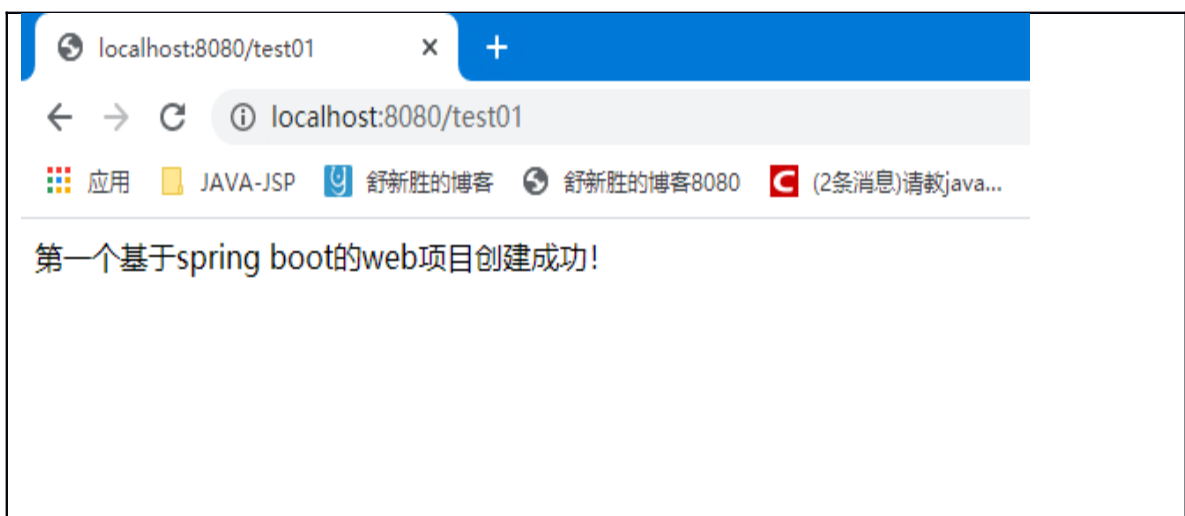 localhost:8080/test01
localhost:8080/test01
应用 JAVA-JSP 舒新胜的博客 舒新胜的博客8080 (2条消息)请教java...
第一个基于spring boot的web项目创建成功!